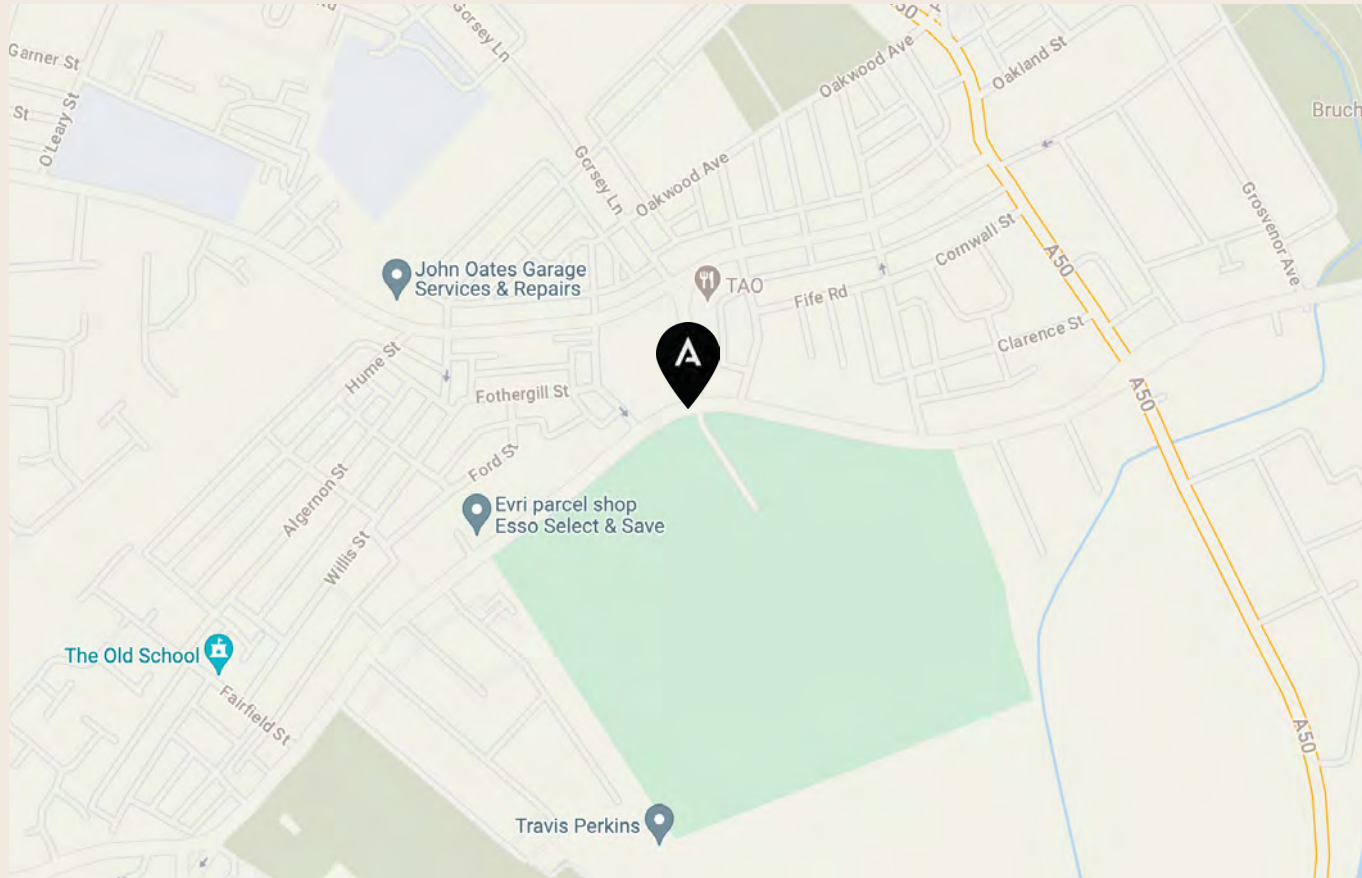 Gorsey Ln
50
Oakwood Ave
Oakland St
Garner St
St
O'Leary St
Bruch
Gorsey Ln
Oakwood Ave
Grosvenor Ave
Cornwall St
A50
John Oates Garage
Services & Repairs
TAO
Fife Rd
Clarence St
A
Hume St
Fothergill St
A50
Ford St
Algernon St
Evri parcel shop
Esso Select & Save
Willis St
The Old School
Fairfield St
A50
Travis Perkins